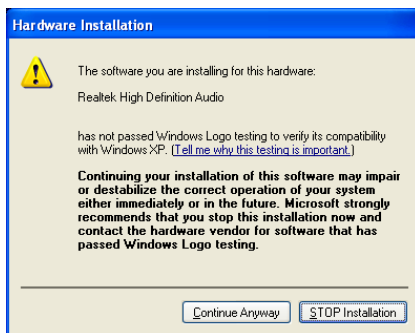 Hardware Installation
The software you are installing for this hardware:
Realtek High Definition Audio
has not passed Windows Logo testing to verify its compatibility
with Windows XP. (Tell me why this testing is important.)
Continuing your installation of this software may impair
or destabilize the correct operation of your system
either immediately or in the future. Microsoft strongly
recommends that you stop this installation now and
contact the hardware vendor for software that has
passed Windows Logo testing.
Continue Anyway
STOP Installation